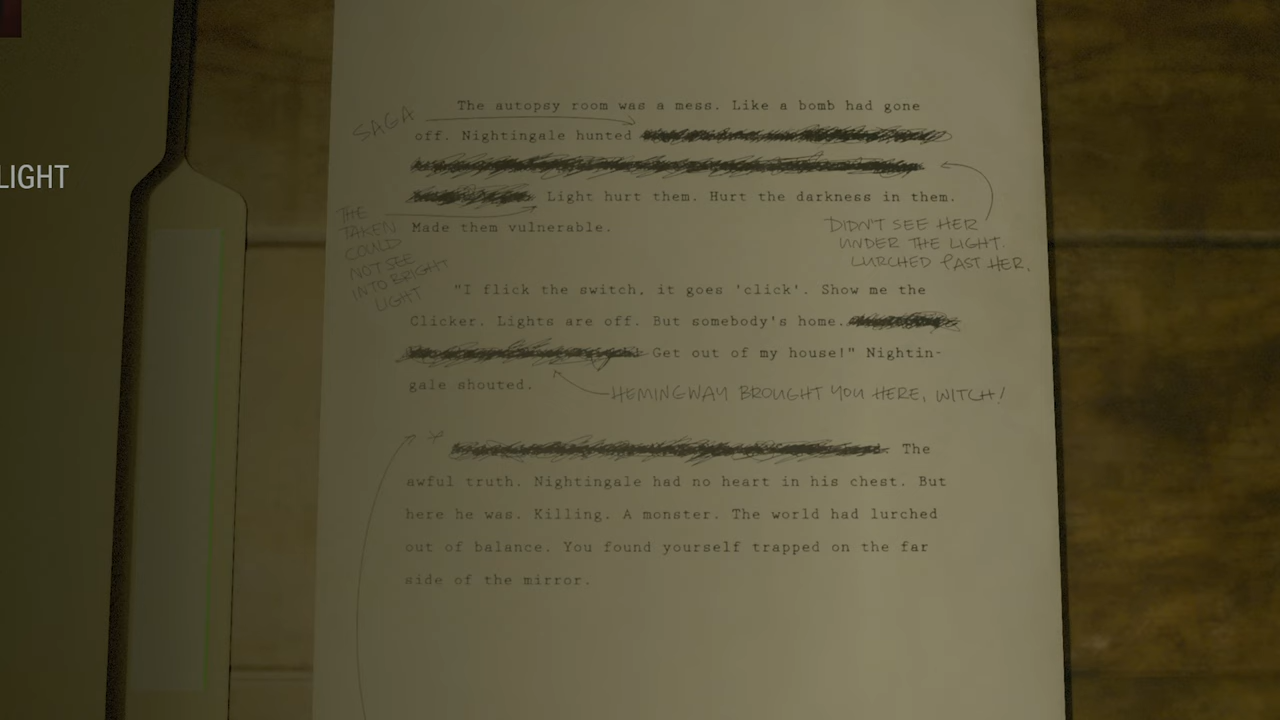 LIGHT
The autopsy room was a mess. Like a bomb had gone
SAGA
off. Nightingale hunted
Light hurt them. Hurt the darkness in them.
THE
TAKEN
COULD
NOT SEE
INTO BRIGHT
LIGHT
Made them vulnerable.
DIDN'T SEE HER
UNDER THE LIGHT.
LURCHED PAST HER.
"I flick the switch, it goes 'click'. Show me the
Clicker. Lights are off. But somebody's home.
Get out of my house!" Nightin-
gale shouted.
HEMINGWAY BROUGHT YOU HERE, WITCH!
The
awful truth. Nightingale had no heart in his chest. But
here he was. Killing. A monster. The world had lurched
out of balance. You found yourself trapped on the far
side of the mirror.